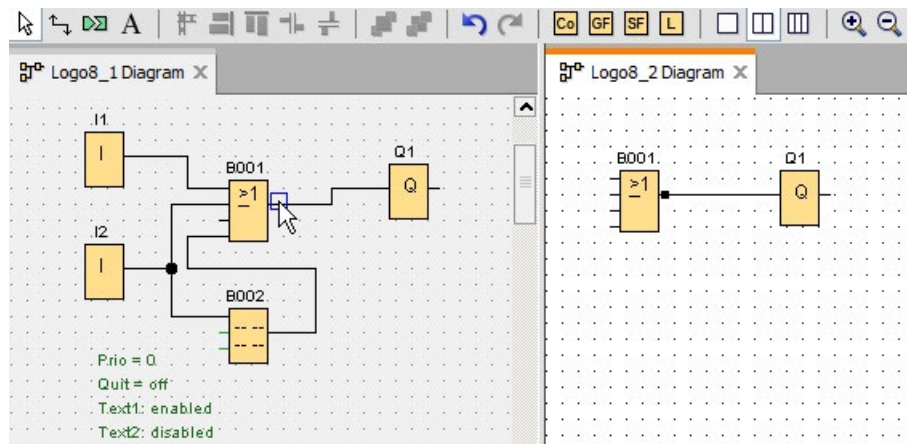 A Co GF SF L
Logo8_1 Diagram
Logo8_2 Diagram
I1
I
B001
≥1
Q1
Q
I2
I
B002
Prio = 0
Quit = off
Text1: enabled
Text2: disabled
B001
≥1
Q1
Q